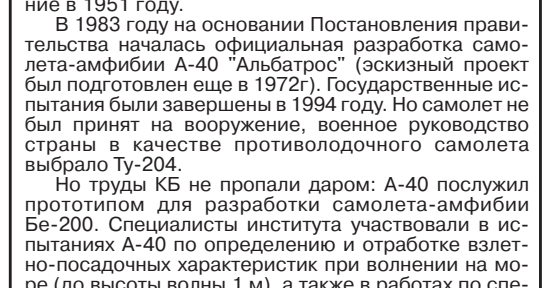 ние в 1951 году.
В 1983 году на основании Постановления прави-
тельства началась официальная разработка само-
лета-амфибии А-40 "Альбатрос" (эскизный проект
был подготовлен еще в 1972г). Государственные ис-
пытания были завершены в 1994 году. Но самолет не
был принят на вооружение, военное руководство
страны в качестве противолодочного самолета
выбрало Ту-204.
Но труды КБ не пропали даром: А-40 послужил
прототипом для разработки самолета-амфибии
Бе-200. Специалисты института участвовали в ис-
пытаниях А-40 по определению и отработке взлет-
но-посадочных характеристик при волнении на мо-
ре (до высоты волны 1 м), а также в работах по спе-